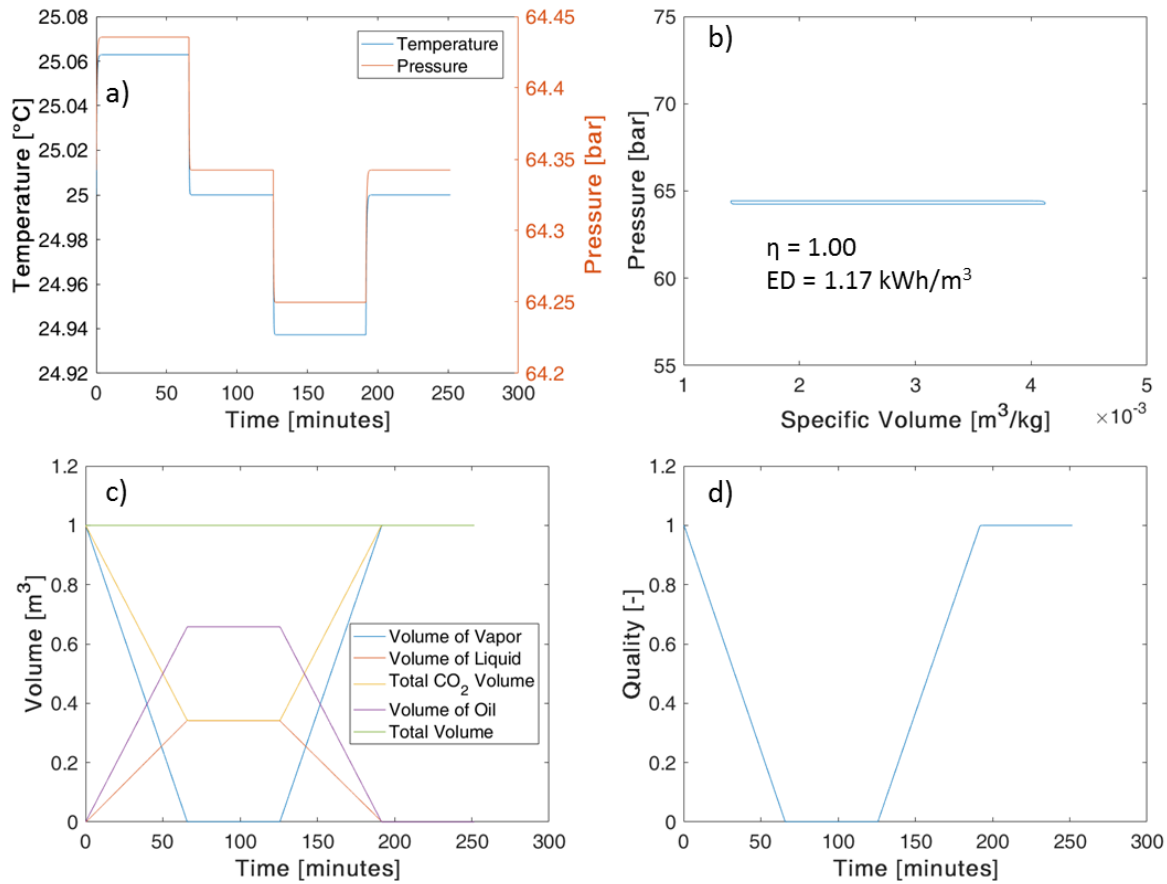 a)
25.08
25.06
25.04
25.02
25
24.98
24.96
24.94
24.92
Temperature [°C]
0 50 100 150 200 250 300
Time [minutes]
64.45
64.4
64.35
64.3
64.25
64.2
Pressure [bar]
Temperature
Pressure
b)
75
70
65
60
55
Pressure [bar]
η = 1.00
ED = 1.17 kWh/m³
1 2 3 4 5
Specific Volume [m³/kg]
×10⁻³
c)
1.2
1
0.8
0.6
0.4
0.2
0
Volume [m³]
Volume of Vapor
Volume of Liquid
Total CO₂ Volume
Volume of Oil
Total Volume
0 50 100 150 200 250 300
Time [minutes]
d)
1.2
1
0.8
0.6
0.4
0.2
0
Quality [-]
0 50 100 150 200 250 300
Time [minutes]